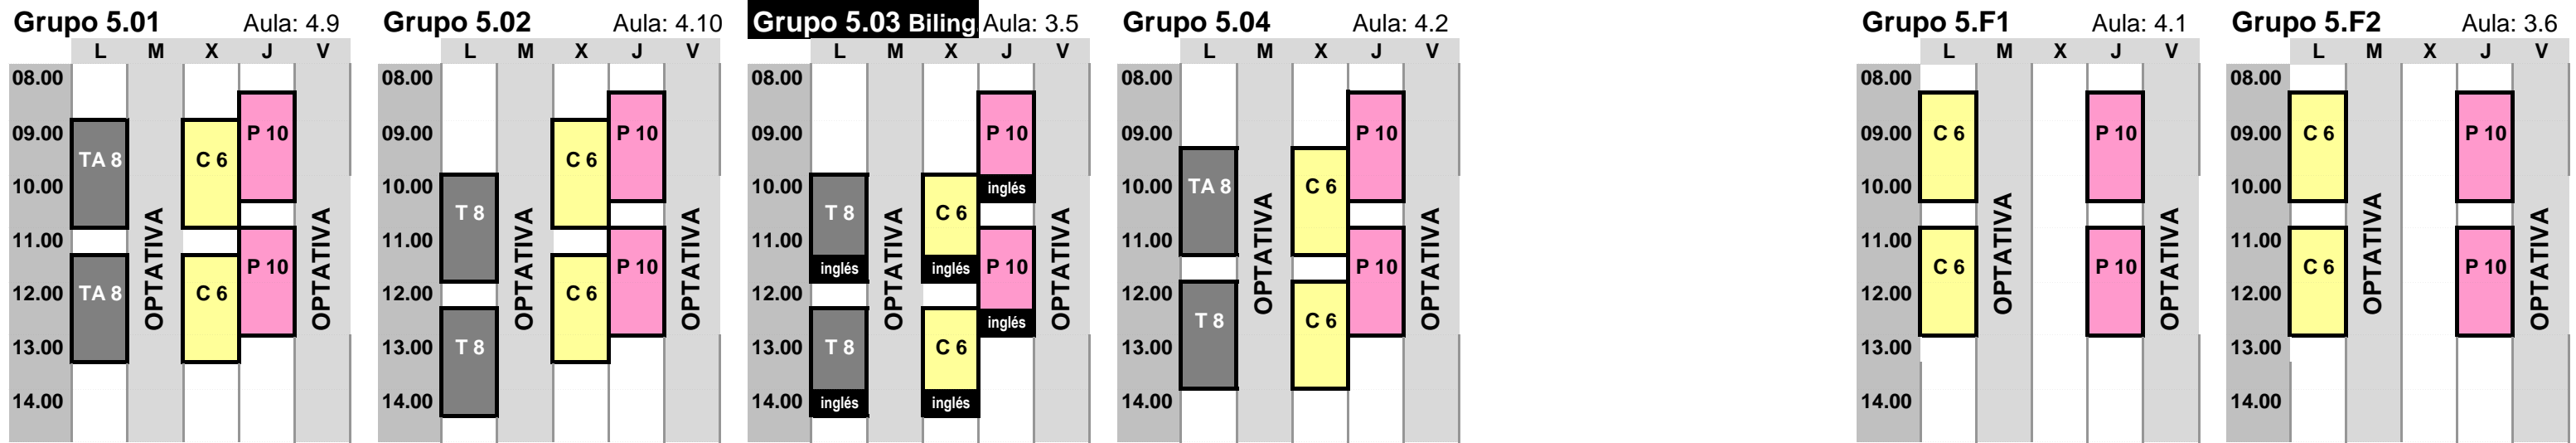 Grupo 5.01 Aula: 4.9
L M X J V
08.00
09.00
10.00
11.00
12.00
13.00
14.00
TA 8
TA 8
OPTATIVA
C 6
C 6
P 10
P 10
OPTATIVA
Grupo 5.02 Aula: 4.10
L M X J V
08.00
09.00
10.00
11.00
12.00
13.00
14.00
T 8
T 8
OPTATIVA
C 6
C 6
P 10
P 10
OPTATIVA
Grupo 5.03 Biling Aula: 3.5
L M X J V
08.00
09.00
10.00
11.00
12.00
13.00
14.00
T 8
inglés
T 8
inglés
OPTATIVA
C 6
inglés
C 6
inglés
P 10
inglés
P 10
inglés
OPTATIVA
Grupo 5.04 Aula: 4.2
L M X J V
08.00
09.00
10.00
11.00
12.00
13.00
14.00
TA 8
T 8
OPTATIVA
C 6
C 6
P 10
P 10
OPTATIVA
Grupo 5.F1 Aula: 4.1
L M X J V
08.00
09.00
10.00
11.00
12.00
13.00
14.00
C 6
C 6
OPTATIVA
P 10
P 10
OPTATIVA
Grupo 5.F2 Aula: 3.6
L M X J V
08.00
09.00
10.00
11.00
12.00
13.00
14.00
C 6
C 6
OPTATIVA
P 10
P 10
OPTATIVA